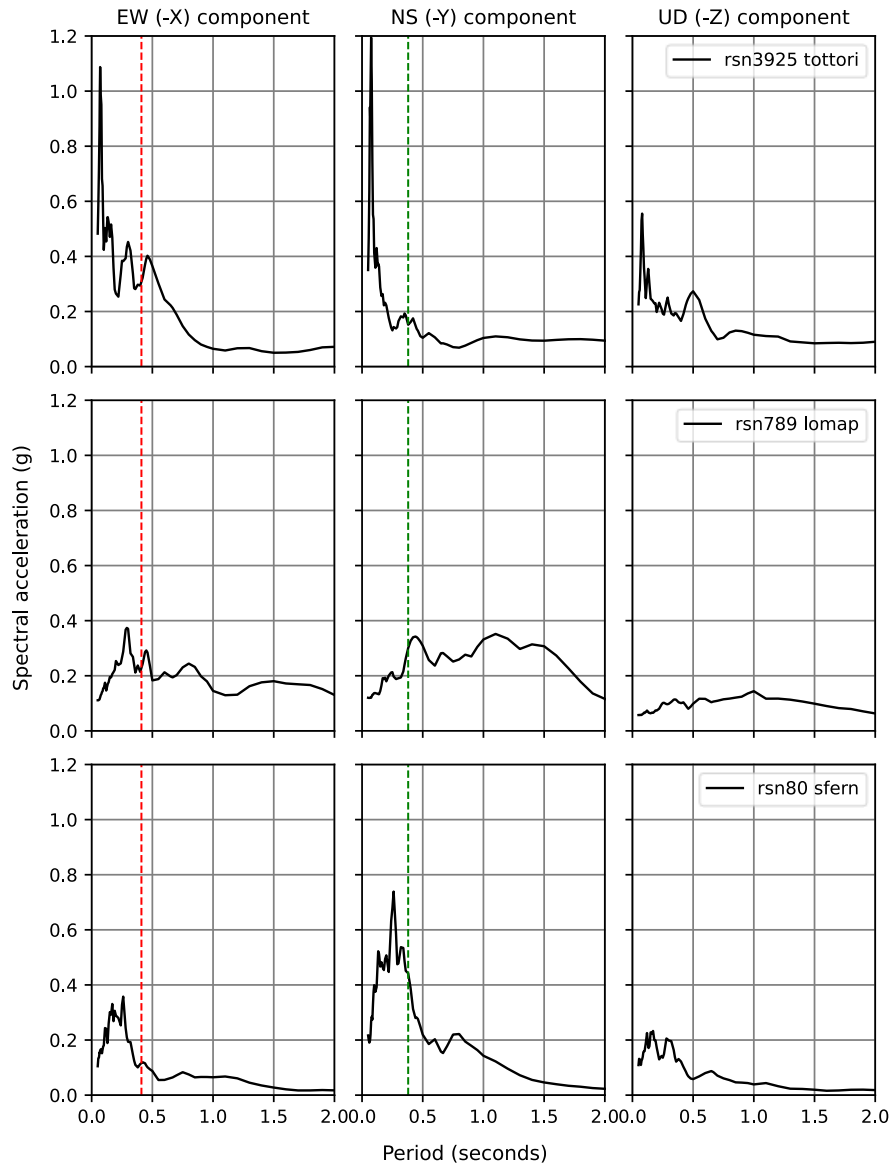 EW (-X) component
NS (-Y) component
UD (-Z) component
1.2
1.0
0.8
0.6
0.4
0.2
0.0
rsn3925 tottori
1.2
1.0
0.8
0.6
0.4
0.2
0.0
rsn789 lomap
Spectral acceleration (g)
1.2
1.0
0.8
0.6
0.4
0.2
0.0
rsn80 sfern
0.0 0.5 1.0 1.5 2.0
0.0 0.5 1.0 1.5 2.0
0.0 0.5 1.0 1.5 2.0
Period (seconds)